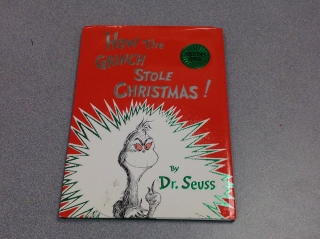 How the
Grinch
Stole
Christmas!
By
Dr. Seuss